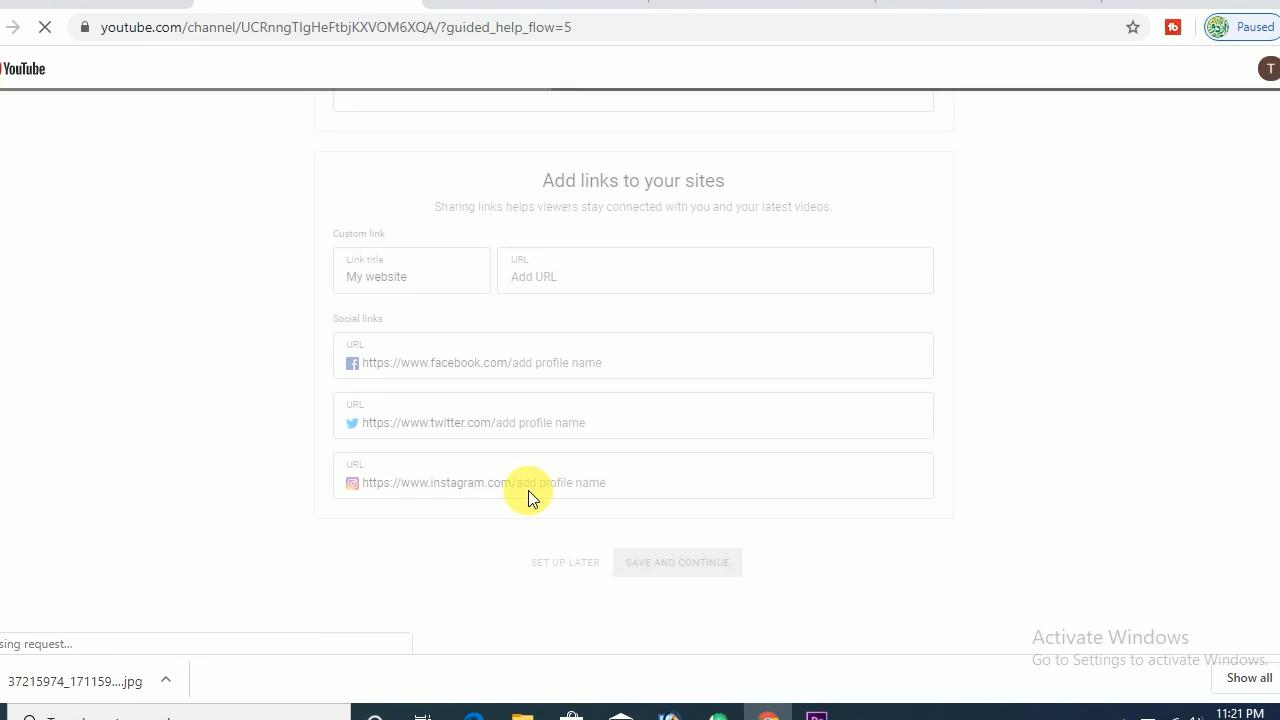 youtube.com/channel/UCRnngTIgHeFtbjKXVOM6XQA/?guided_help_flow=5
Paused
YouTube
T
Add links to your sites
Sharing links helps viewers stay connected with you and your latest videos.
Custom link
Link title
My website
URL
Add URL
Social links
URL
https://www.facebook.com/add profile name
URL
https://www.twitter.com/add profile name
URL
https://www.instagram.com/add profile name
SET UP LATER
SAVE AND CONTINUE
sing request...
Activate Windows
Go to Settings to activate Windows.
37215974_171159....jpg
Show all
11:21 PM